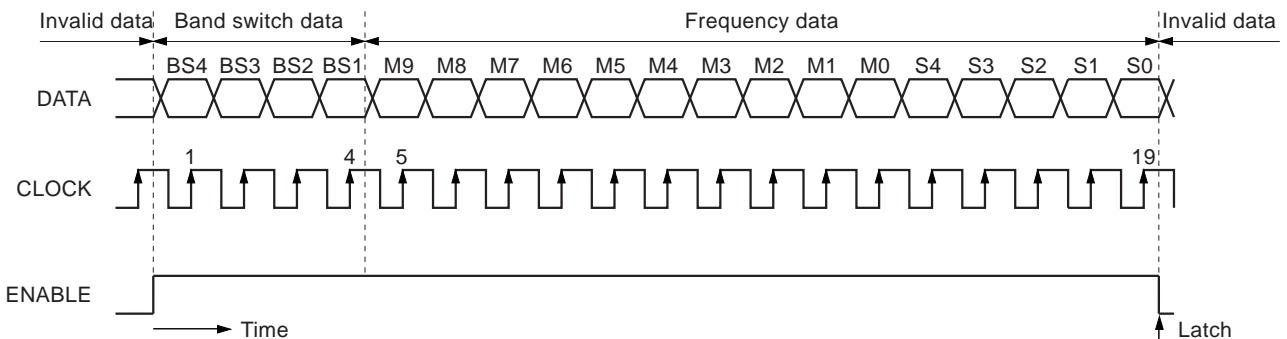 Invalid data Band switch data Frequency data Invalid data
BS4 BS3 BS2 BS1 M9 M8 M7 M6 M5 M4 M3 M2 M1 M0 S4 S3 S2 S1 S0
DATA
1 4 5 19
CLOCK
ENABLE
Time Latch